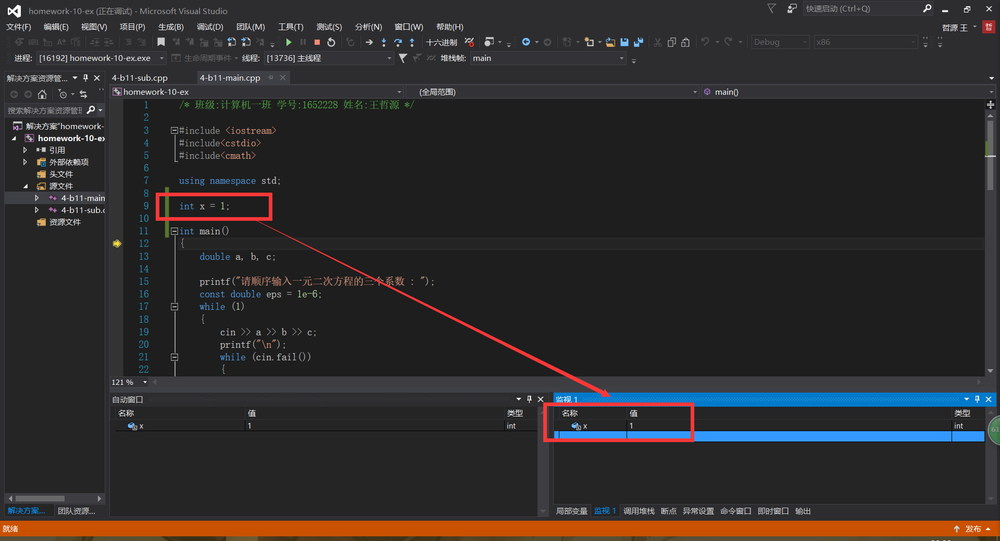 homework-10-ex (正在调试) - Microsoft Visual Studio
快速启动 (Ctrl+Q)
文件(F) 编辑(E) 视图(V) 项目(P) 生成(B) 调试(D) 团队(M) 工具(T) 测试(S) 分析(N) 窗口(W) 帮助(H)
哲源 王 哲
十六进制 Debug x86
进程: [16192] homework-10-ex.exe 生命周期事件 线程: [13736] 主线程 堆栈帧: main
解决方案资源管...
4-b11-sub.cpp 4-b11-main.cpp
homework-10-ex (全局范围) main()
搜索解决方案资源管理
解决方案"homework-
homework-10-ex
引用
外部依赖项
头文件
源文件
4-b11-main
4-b11-sub.c
资源文件
1 /* 班级:计算机一班 学号:1652228 姓名:王哲源 */
2
3 #include <iostream>
4 #include<cstdio>
5 #include<cmath>
6
7 using namespace std;
8
9 int x = 1;
10
11 int main()
12 {
13 double a, b, c;
14
15 printf("请顺序输入一元二次方程的三个系数 : ");
16 const double eps = 1e-6;
17 while (1)
18 {
19 cin >> a >> b >> c;
20 printf("\n");
21 while (cin.fail())
22 {
121 %
自动窗口
名称 值 类型
x 1 int
监视 1
名称 值 类型
x 1 int
61
解决方案... 团队资源...
局部变量 监视 1 调用堆栈 断点 异常设置 命令窗口 即时窗口 输出
就绪
发布